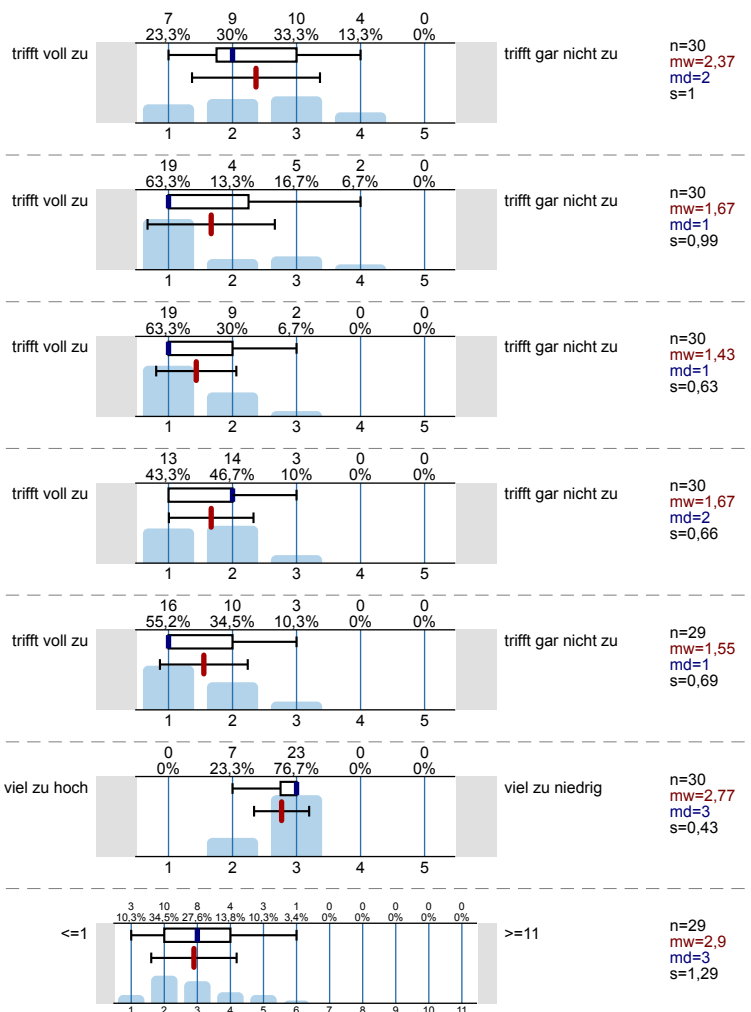 7 9 10 4 0
23,3% 30% 33,3% 13,3% 0%
trifft voll zu trifft gar nicht zu
n=30
mw=2,37
md=2
s=1
1 2 3 4 5
19 4 5 2 0
63,3% 13,3% 16,7% 6,7% 0%
trifft voll zu trifft gar nicht zu
n=30
mw=1,67
md=1
s=0,99
1 2 3 4 5
19 9 2 0 0
63,3% 30% 6,7% 0% 0%
trifft voll zu trifft gar nicht zu
n=30
mw=1,43
md=1
s=0,63
1 2 3 4 5
13 14 3 0 0
43,3% 46,7% 10% 0% 0%
trifft voll zu trifft gar nicht zu
n=30
mw=1,67
md=2
s=0,66
1 2 3 4 5
16 10 3 0 0
55,2% 34,5% 10,3% 0% 0%
trifft voll zu trifft gar nicht zu
n=29
mw=1,55
md=1
s=0,69
1 2 3 4 5
0 7 23 0 0
0% 23,3% 76,7% 0% 0%
viel zu hoch viel zu niedrig
n=30
mw=2,77
md=3
s=0,43
1 2 3 4 5
3 10 8 4 3 1 0 0 0 0 0
10,3% 34,5% 27,6% 13,8% 10,3% 3,4% 0% 0% 0% 0% 0%
<=1 >=11
n=29
mw=2,9
md=3
s=1,29
1 2 3 4 5 6 7 8 9 10 11